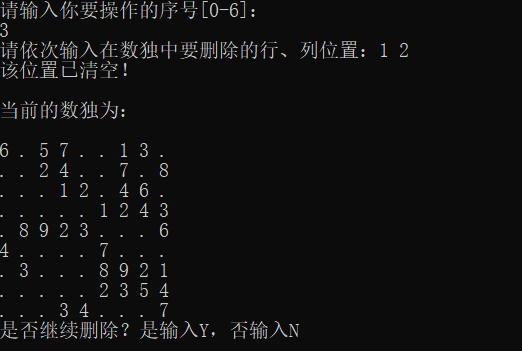 请输入你要操作的序号[0-6]:
3
请依次输入在数独中要删除的行、列位置: 1 2
该位置已清空!
当前的数独为:
6 . 5 7 . . 1 3 .
. . 2 4 . . 7 . 8
. . . 1 2 . 4 6 .
. . . . . 1 2 4 3
. 8 9 2 3 . . . 6
4 . . . . 7 . . .
. 3 . . . 8 9 2 1
. . . . . 2 3 5 4
. . . 3 4 . . . 7
是否继续删除? 是输入Y, 否输入N